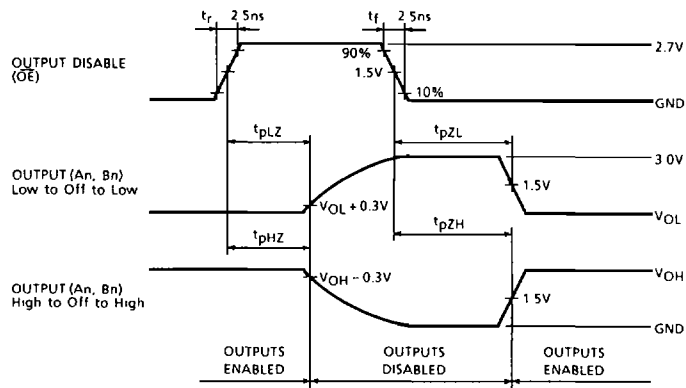 tr 2 5ns tf 2 5ns
OUTPUT DISABLE
(OE)
90%
1.5V
10%
2.7V
GND
tpLZ tpZL
OUTPUT (An, Bn)
Low to Off to Low
3 0V
1.5V
VOL + 0.3V
VOL
tpHZ tpZH
OUTPUT (An, Bn)
High to Off to High
VOH
VOH - 0.3V
1 5V
GND
OUTPUTS ENABLED
OUTPUTS DISABLED
OUTPUTS ENABLED